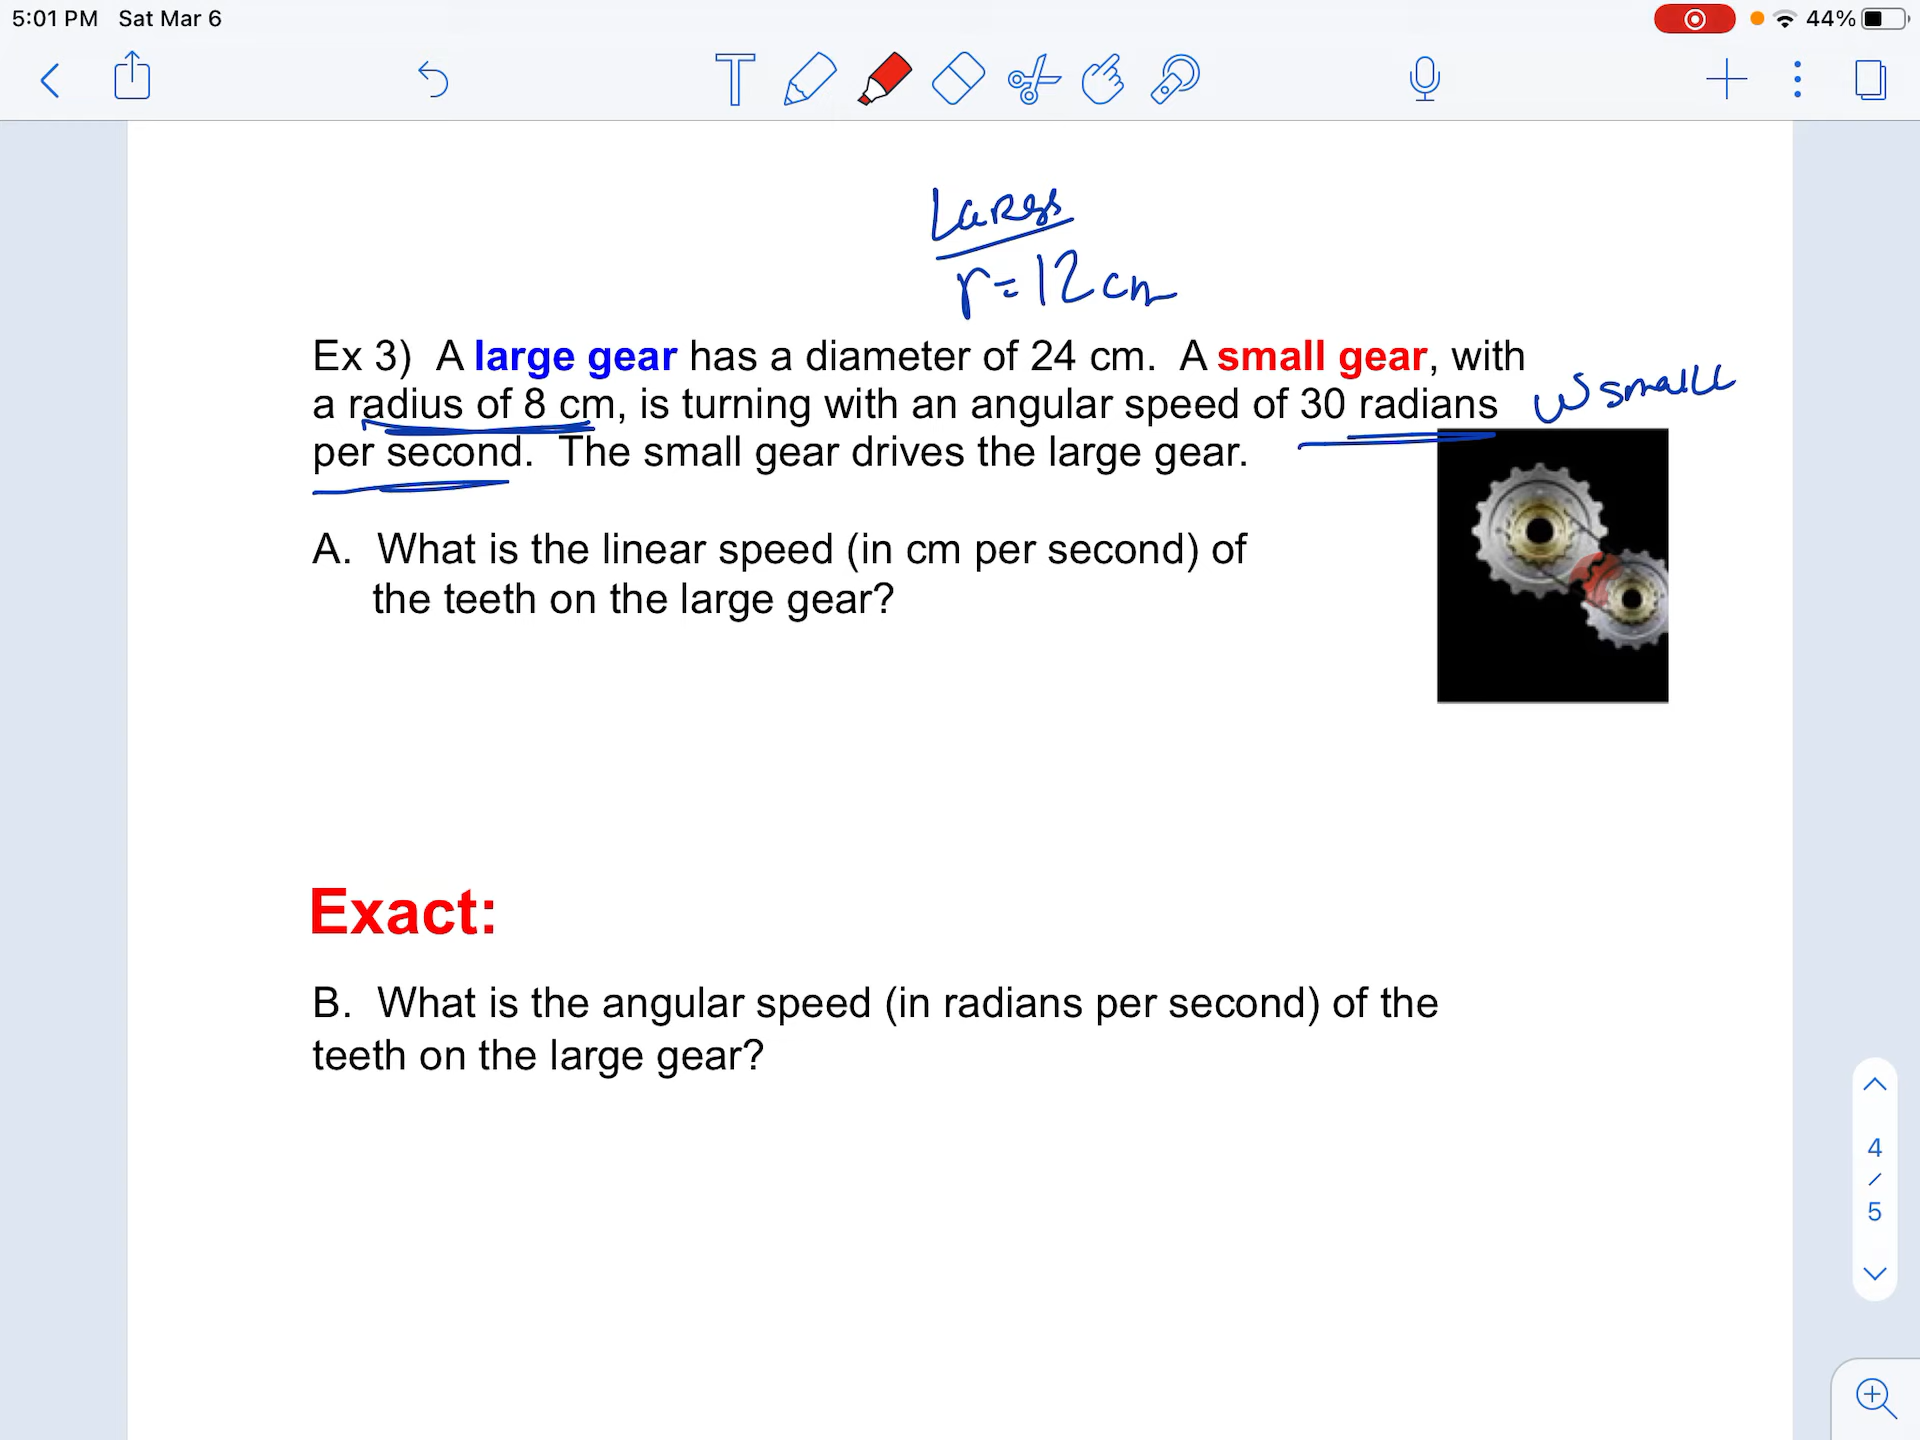 5:01 PM Sat Mar 6
44%
r=12cm
Ex 3) A large gear has a diameter of 24 cm. A small gear, with
a radius of 8 cm, is turning with an angular speed of 30 radians
ω small
per second. The small gear drives the large gear.
A. What is the linear speed (in cm per second) of
the teeth on the large gear?
Exact:
B. What is the angular speed (in radians per second) of the
teeth on the large gear?
4
/
5